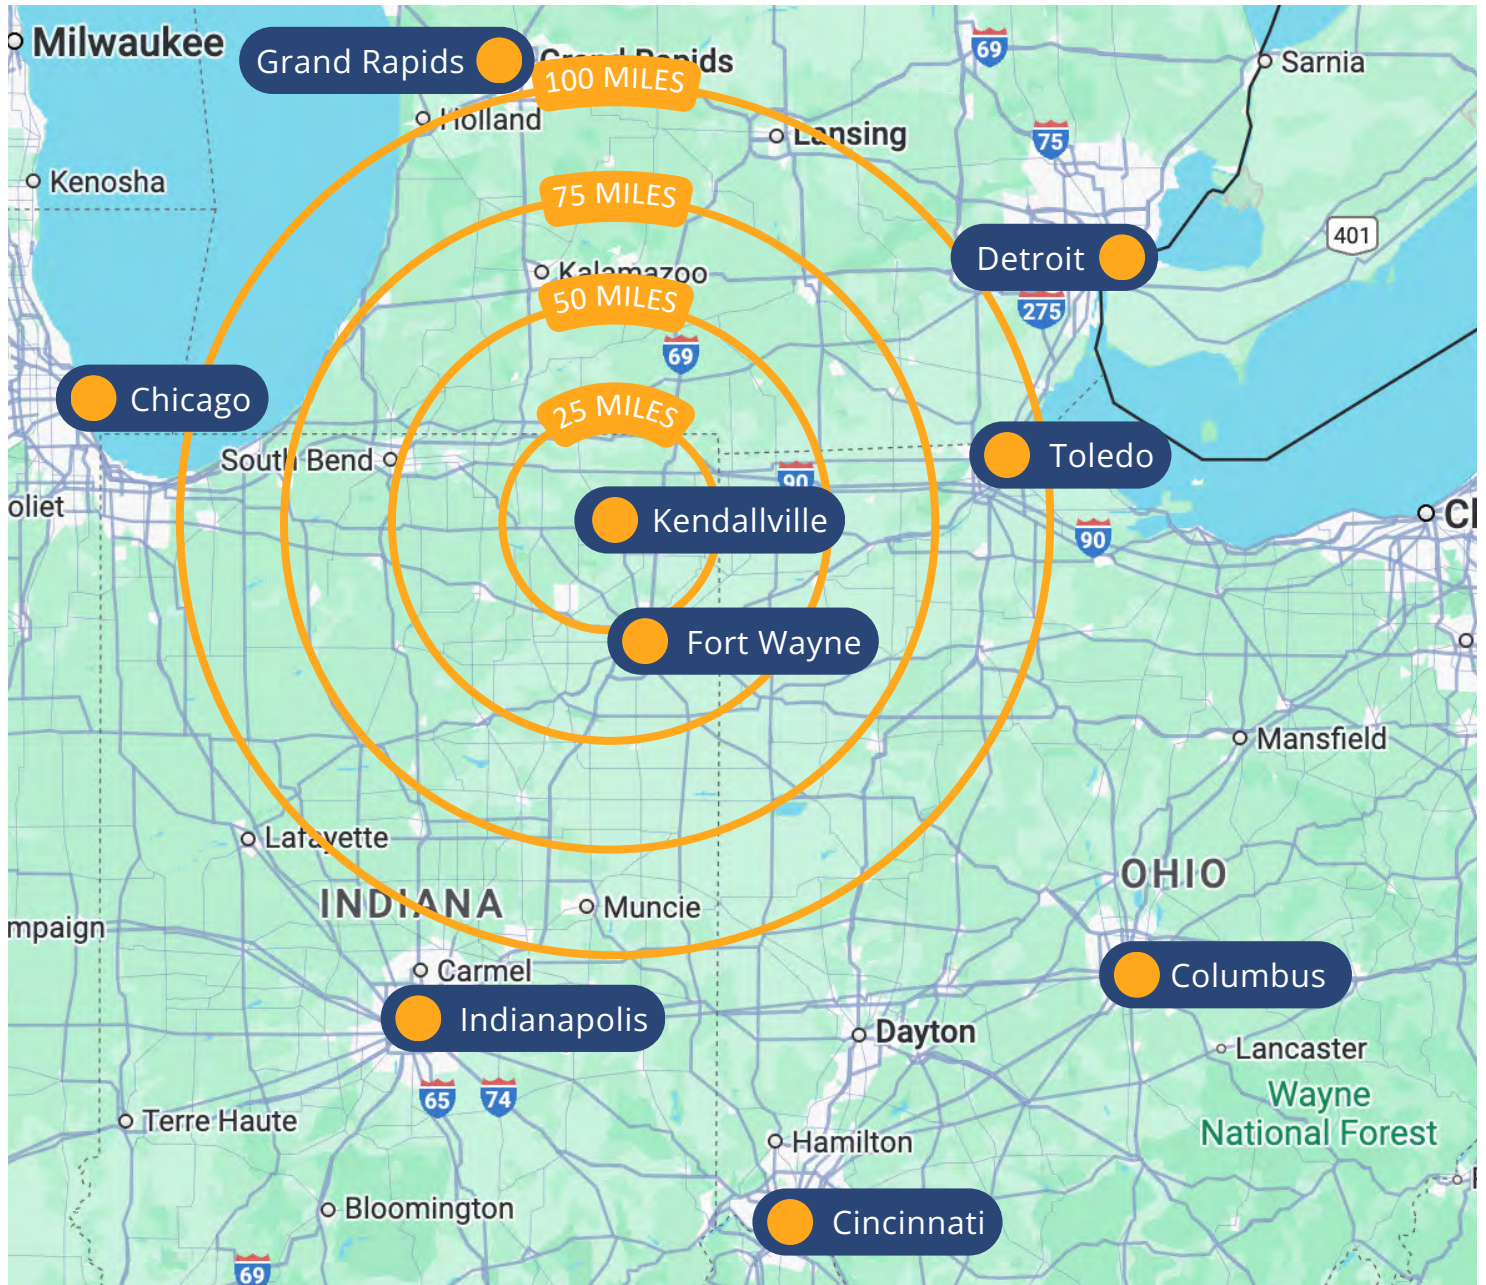 Milwaukee
Grand Rapids
Grand Rapids
69
Sarnia
100 MILES
Holland
Lansing
75
Kenosha
75 MILES
401
Detroit
Kalamazoo
50 MILES
275
69
Chicago
25 MILES
South Bend
Toledo
90
oliet
Kendallville
90
Fort Wayne
Mansfield
Lafayette
OHIO
INDIANA
Muncie
mpaign
Carmel
Columbus
Indianapolis
Dayton
Lancaster
65
74
Wayne
National Forest
Terre Haute
Hamilton
Bloomington
Cincinnati
69